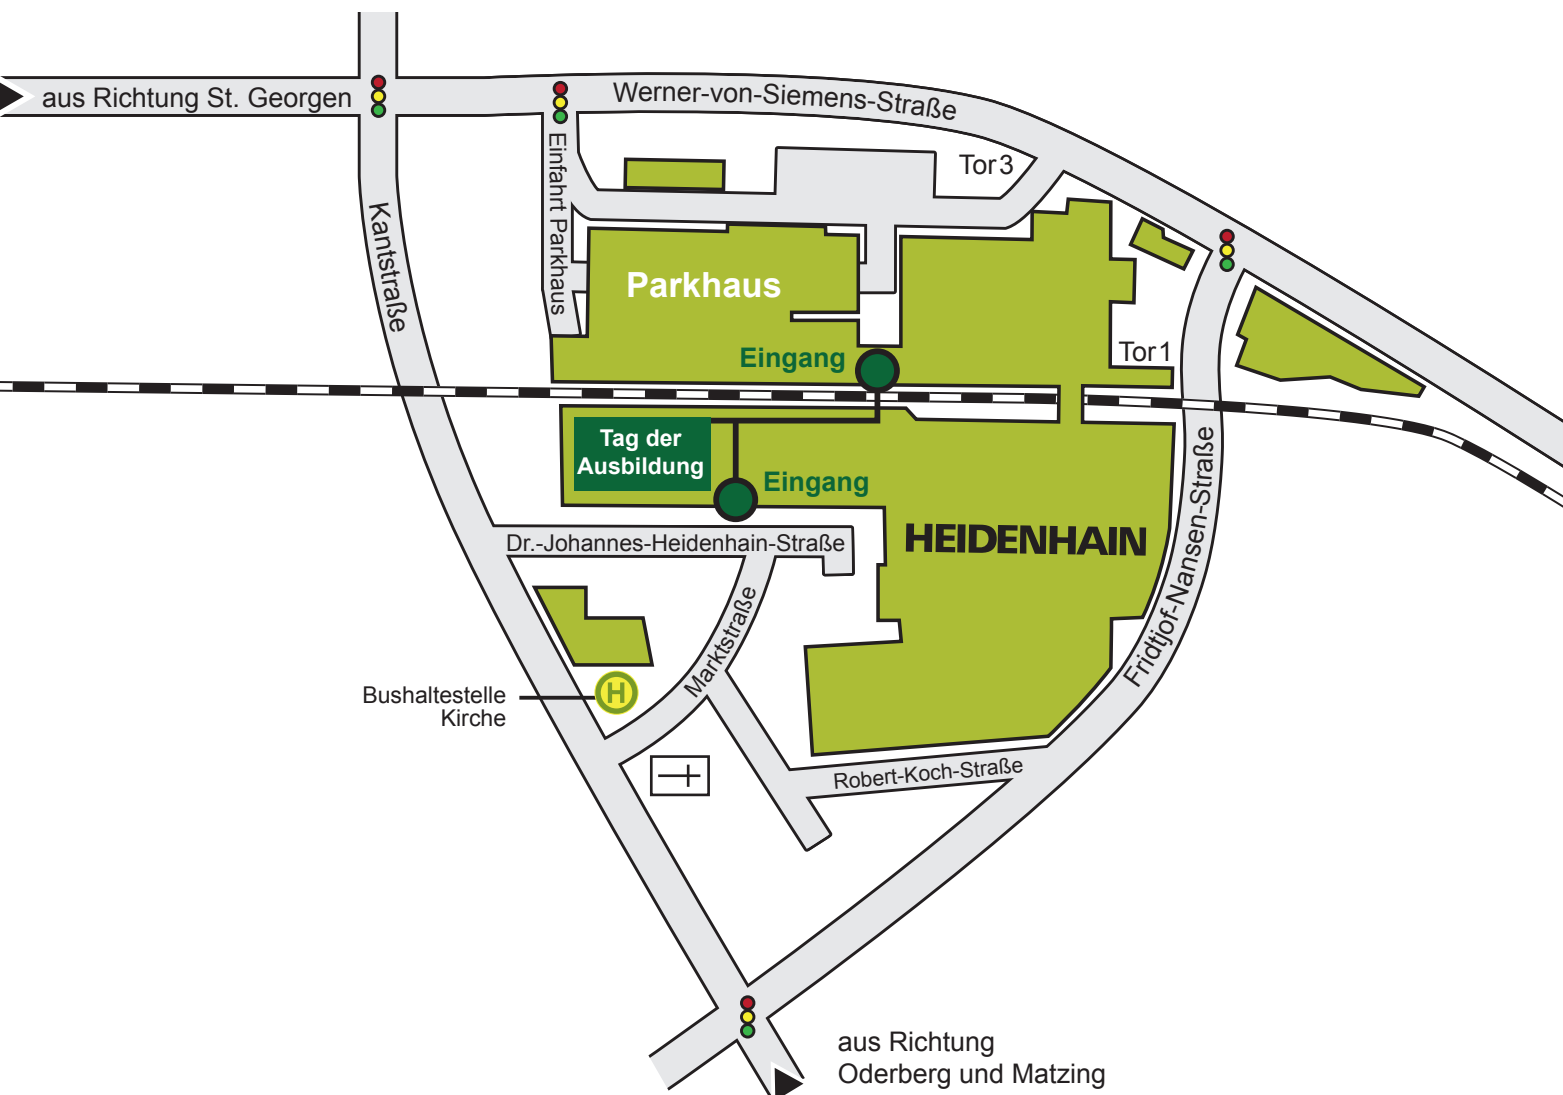 aus Richtung St. Georgen
Werner-von-Siemens-Straße
Tor 3
Einfahrt Parkhaus
Kantstraße
Parkhaus
Eingang
Tor 1
Tag der
Ausbildung
Eingang
HEIDENHAIN
Dr.-Johannes-Heidenhain-Straße
Fridtjof-Nansen-Straße
Marktstraße
Bushaltestelle
Kirche
H
Robert-Koch-Straße
aus Richtung
Oderberg und Matzing